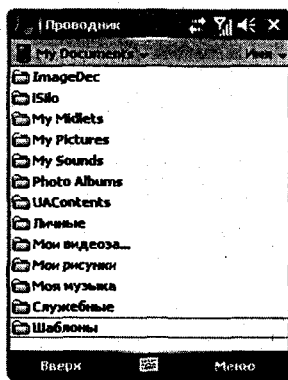 Проводник
My Documents Имя
ImageDec
iSilo
My Midlets
My Pictures
My Sounds
Photo Albums
UAContents
Личные
Мои видеоза...
Мои рисунки
Моя музыка
Служебные
Шаблоны
Вверх Меню